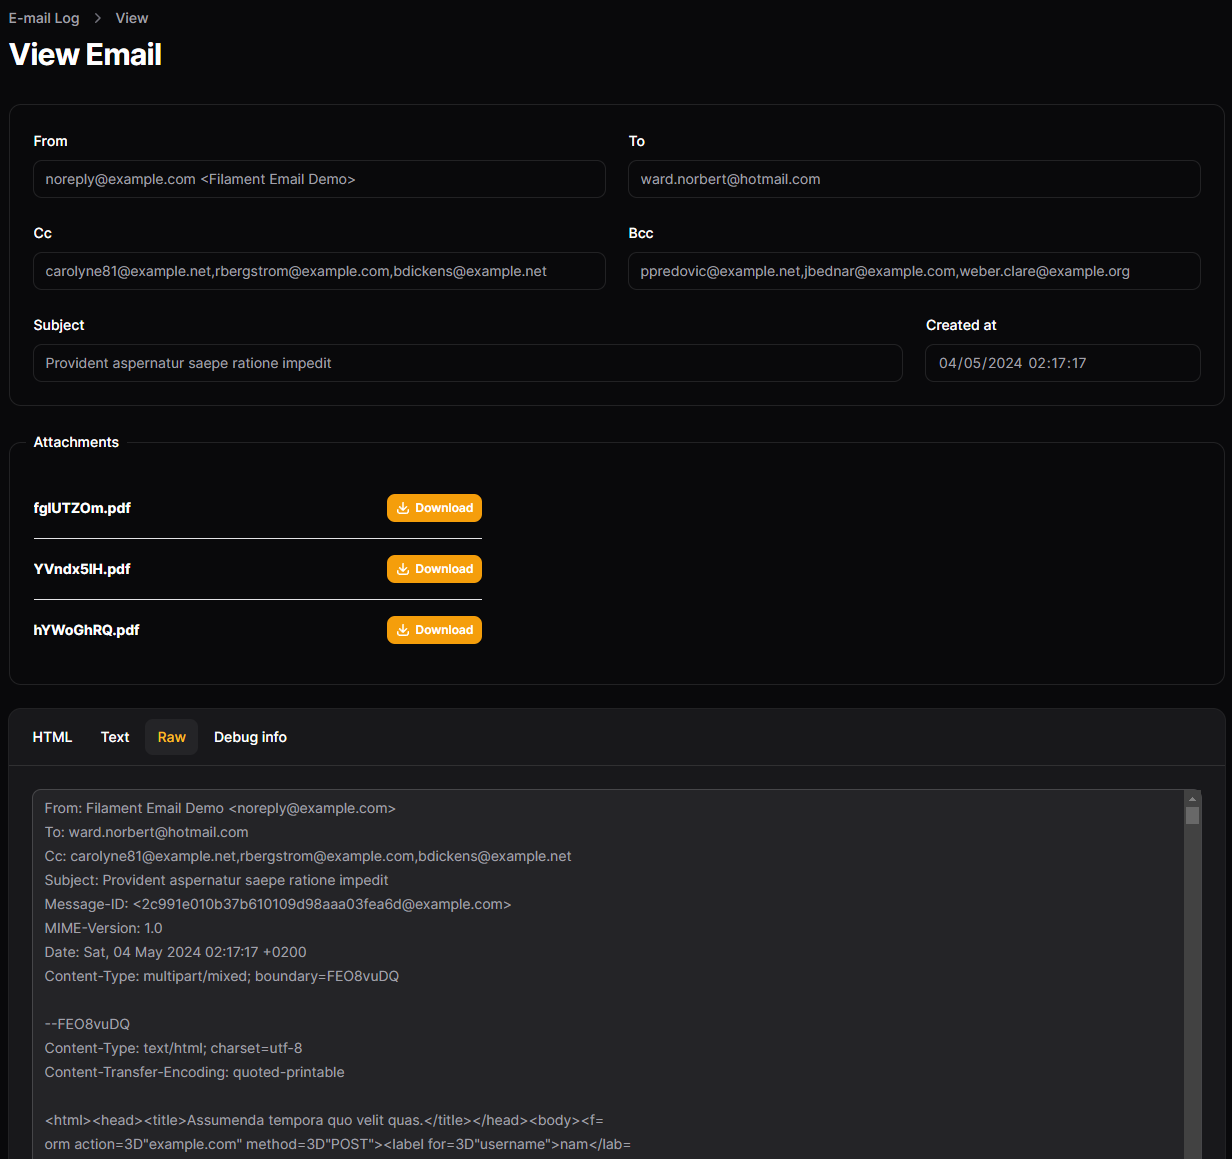 E-mail Log > View
View Email
From
To
noreply@example.com <Filament Email Demo>
ward.norbert@hotmail.com
Cc
Bcc
carolyne81@example.net,rbergstrom@example.com,bdickens@example.net
ppredovic@example.net,jbednar@example.com,weber.clare@example.org
Subject
Created at
Provident aspernatur saepe ratione impedit
04/05/2024 02:17:17
Attachments
fglUTZOm.pdf
Download
YVndx5lH.pdf
Download
hYWoGhRQ.pdf
Download
HTML Text Raw Debug info
From: Filament Email Demo <noreply@example.com>
To: ward.norbert@hotmail.com
Cc: carolyne81@example.net,rbergstrom@example.com,bdickens@example.net
Subject: Provident aspernatur saepe ratione impedit
Message-ID: <2c991e010b37b610109d98aaa03fea6d@example.com>
MIME-Version: 1.0
Date: Sat, 04 May 2024 02:17:17 +0200
Content-Type: multipart/mixed; boundary=FEO8vuDQ
--FEO8vuDQ
Content-Type: text/html; charset=utf-8
Content-Transfer-Encoding: quoted-printable
<html><head><title>Assumenda tempora quo velit quas.</title></head><body><f=
orm action=3D"example.com" method=3D"POST"><label for=3D"username">nam</lab=